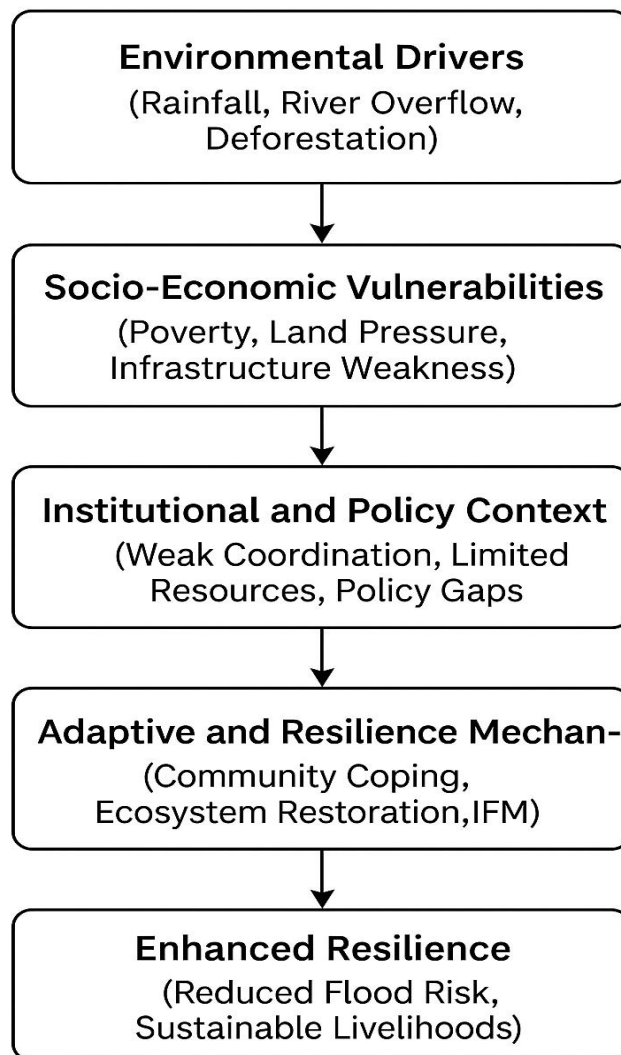 Environmental Drivers
(Rainfall, River Overflow,
Deforestation)
Socio-Economic Vulnerabilities
(Poverty, Land Pressure,
Infrastructure Weakness)
Institutional and Policy Context
(Weak Coordination, Limited
Resources, Policy Gaps
Adaptive and Resilience Mechan-
(Community Coping,
Ecosystem Restoration,IFM)
Enhanced Resilience
(Reduced Flood Risk,
Sustainable Livelihoods)